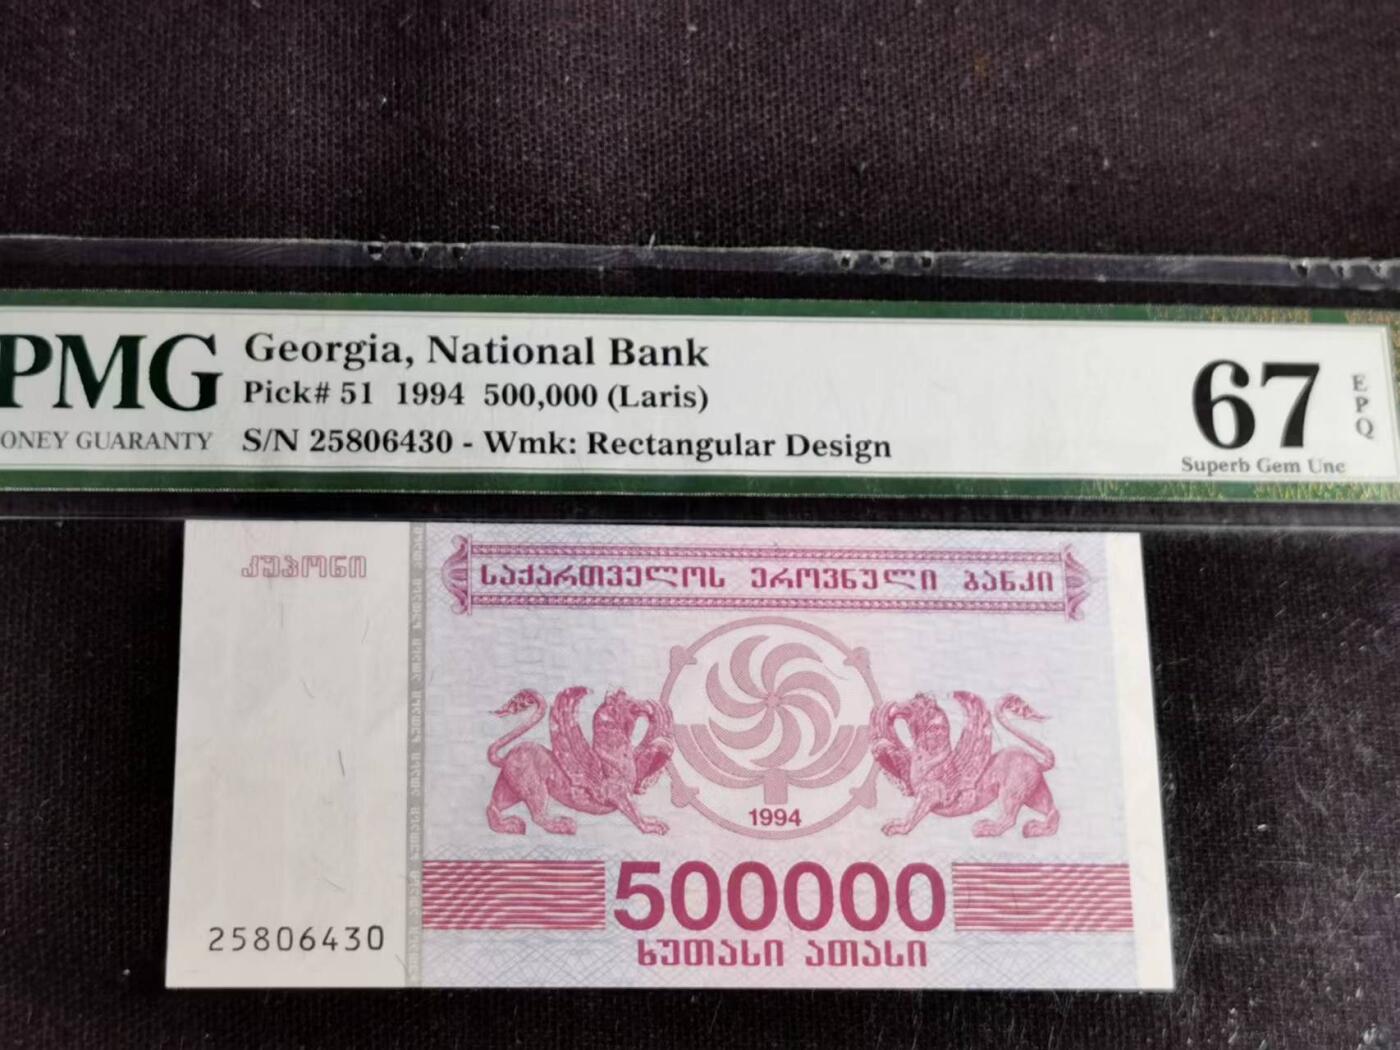 PMG
ONEY GUARANTY
Georgia, National Bank
Pick# 51 1994 500,000 (Laris)
S/N 25806430 - Wmk: Rectangular Design
67
EPQ
Superb Gem Unc
კუპონი
საქართველოს ეროვნული ბანკი
1994
500000
ხუთასი ათასი
25806430